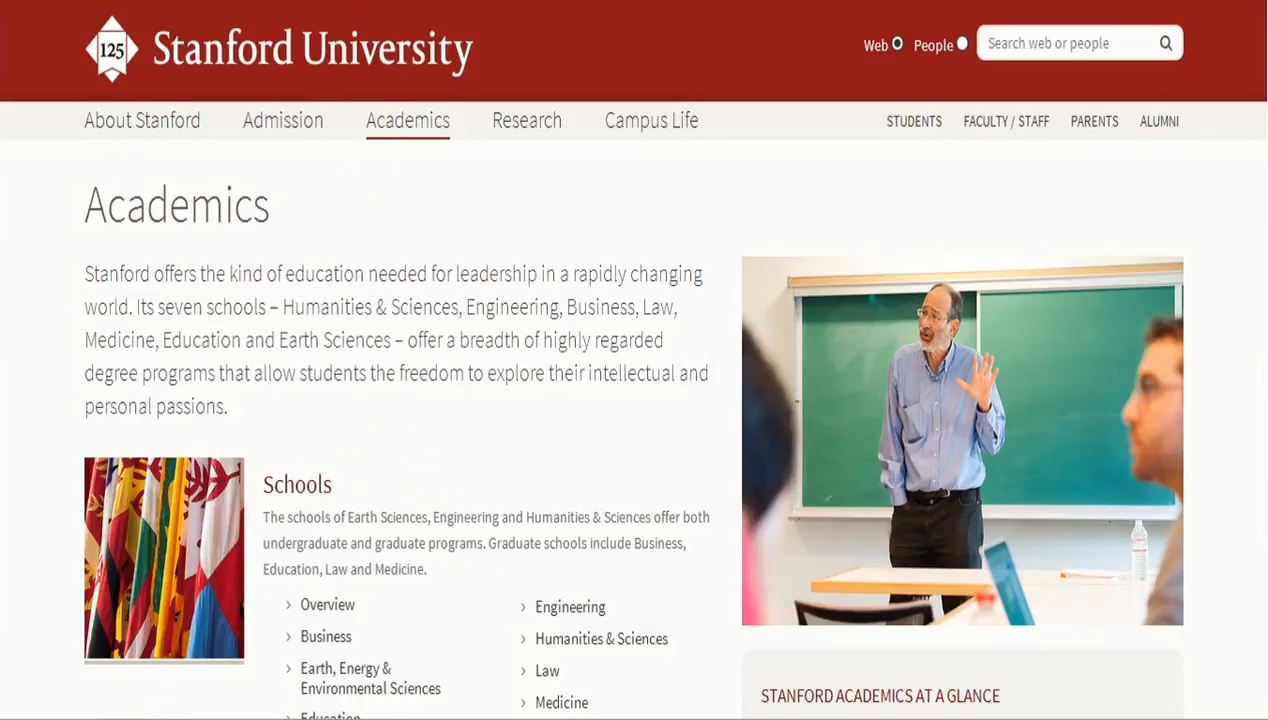 125
Stanford University
Web People Search web or people
About Stanford Admission Academics Research Campus Life STUDENTS FACULTY / STAFF PARENTS ALUMNI
Academics
Stanford offers the kind of education needed for leadership in a rapidly changing
world. Its seven schools – Humanities & Sciences, Engineering, Business, Law,
Medicine, Education and Earth Sciences – offer a breadth of highly regarded
degree programs that allow students the freedom to explore their intellectual and
personal passions.
Schools
The schools of Earth Sciences, Engineering and Humanities & Sciences offer both
undergraduate and graduate programs. Graduate schools include Business,
Education, Law and Medicine.
Overview
Business
Earth, Energy &
Environmental Sciences
Education
Engineering
Humanities & Sciences
Law
Medicine
STANFORD ACADEMICS AT A GLANCE